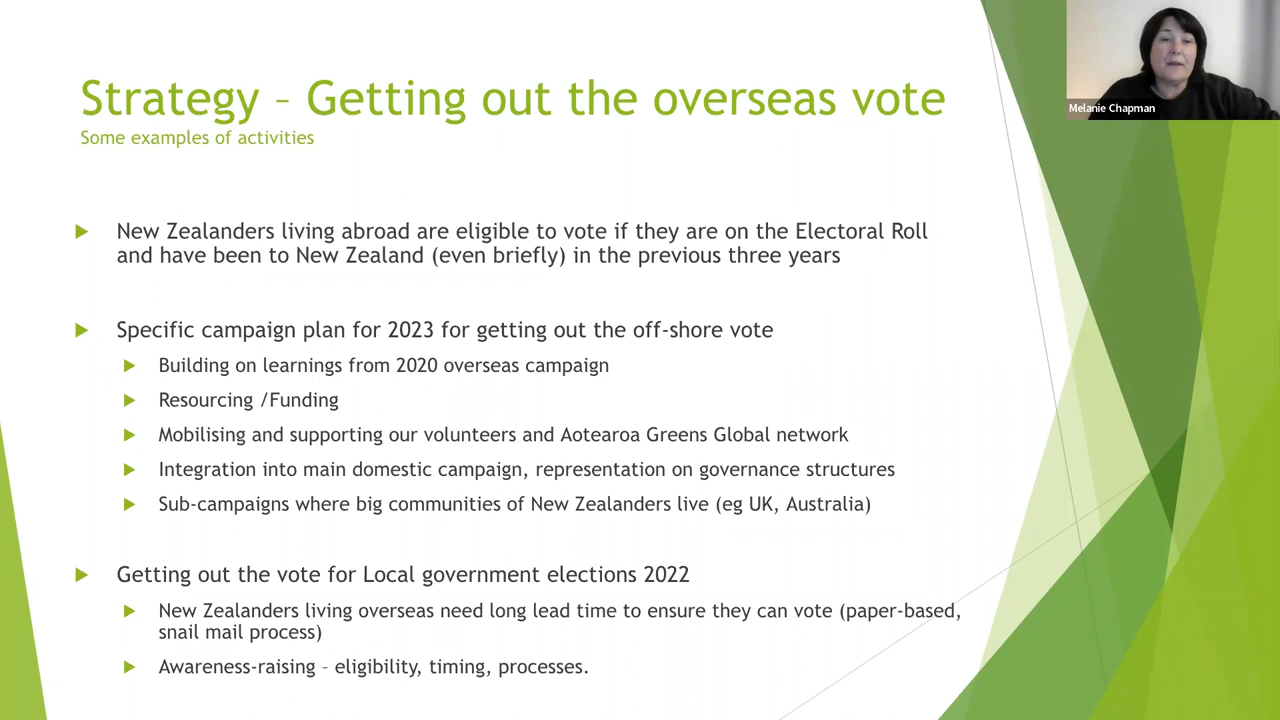 Strategy – Getting out the overseas vote
Some examples of activities
Melanie Chapman
New Zealanders living abroad are eligible to vote if they are on the Electoral Roll
and have been to New Zealand (even briefly) in the previous three years
Specific campaign plan for 2023 for getting out the off-shore vote
Building on learnings from 2020 overseas campaign
Resourcing /Funding
Mobilising and supporting our volunteers and Aotearoa Greens Global network
Integration into main domestic campaign, representation on governance structures
Sub-campaigns where big communities of New Zealanders live (eg UK, Australia)
Getting out the vote for Local government elections 2022
New Zealanders living overseas need long lead time to ensure they can vote (paper-based,
snail mail process)
Awareness-raising – eligibility, timing, processes.